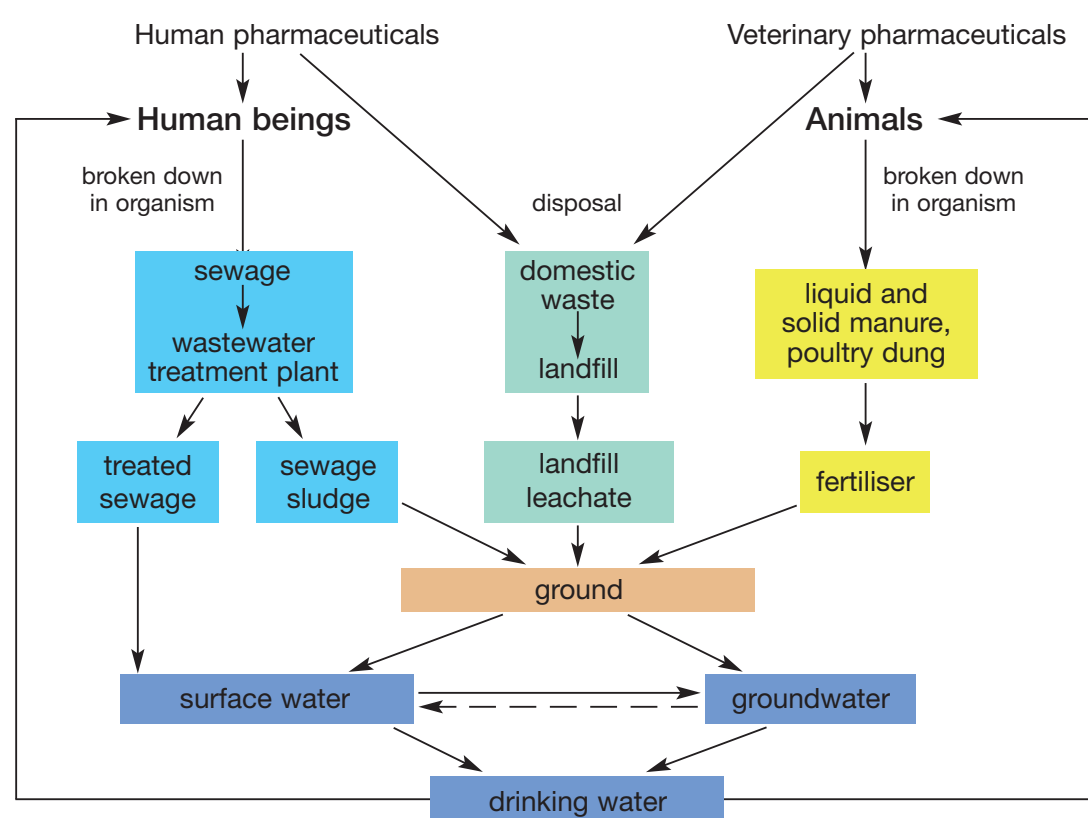 Human pharmaceuticals
Veterinary pharmaceuticals
Human beings
Animals
broken down
in organism
disposal
broken down
in organism
sewage
wastewater
treatment plant
domestic
waste
landfill
liquid and
solid manure,
poultry dung
treated
sewage
sewage
sludge
landfill
leachate
fertiliser
ground
surface water
groundwater
drinking water